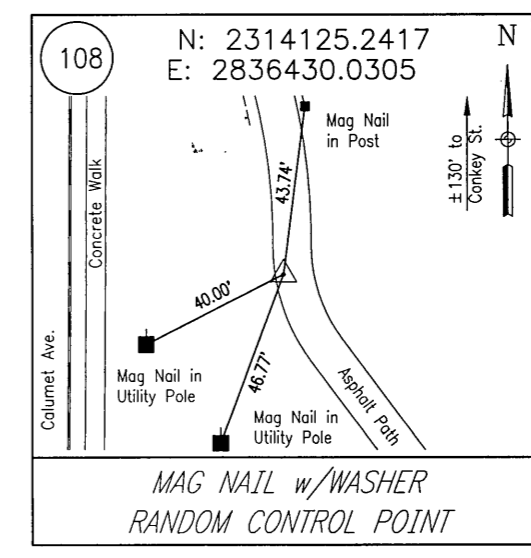 108
N: 2314125.2417
E: 2836430.0305
N
Mag Nail
in Post
±130' to
Conkey St.
43.74'
Concrete Walk
40.00'
Calumet Ave.
Mag Nail in
Utility Pole
46.77'
Mag Nail in
Utility Pole
Asphalt Path
MAG NAIL w/WASHER
RANDOM CONTROL POINT